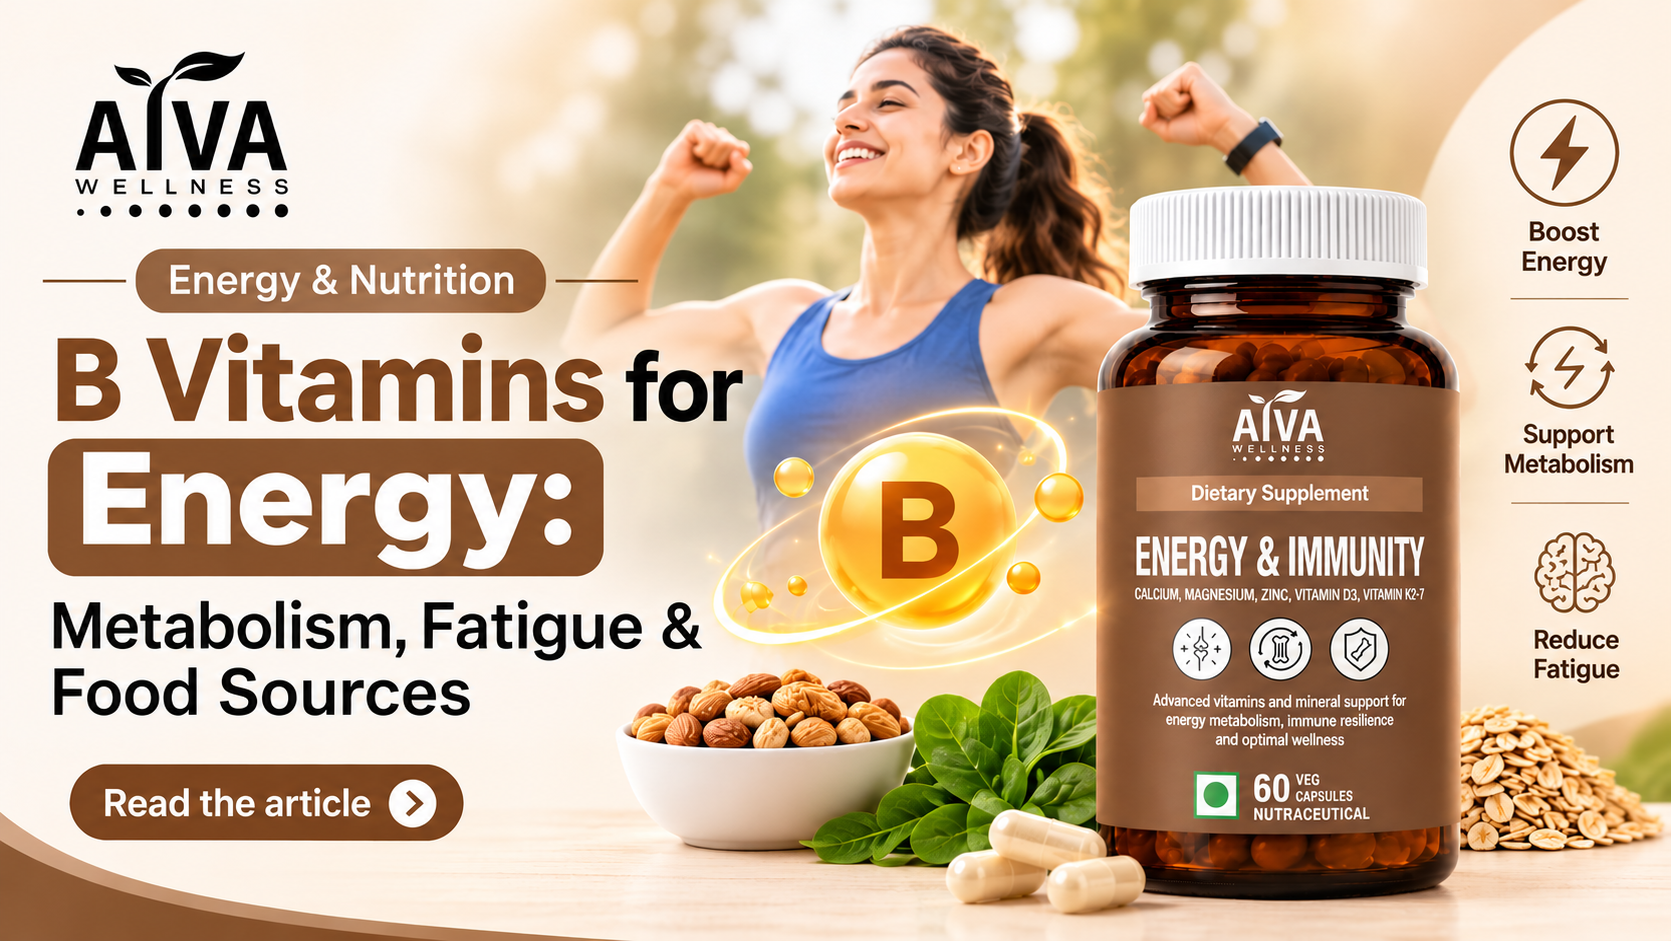 AIVA
WELLNESS
Energy & Nutrition
B Vitamins for
Energy:
Metabolism, Fatigue &
Food Sources
Read the article
B
AIVA
WELLNESS
Dietary Supplement
ENERGY & IMMUNITY
CALCIUM, MAGNESIUM, ZINC, VITAMIN D3, VITAMIN K2-7
Advanced vitamins and mineral support for
energy metabolism, immune resilience
and optimal wellness
60 VEG
CAPSULES
NUTRACEUTICAL
Boost
Energy
Support
Metabolism
Reduce
Fatigue